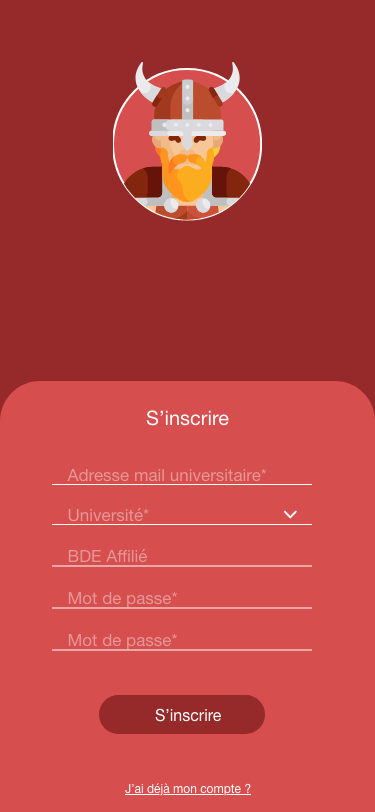 S'inscrire
Adresse mail universitaire*
Université*
BDE Affilié
Mot de passe*
Mot de passe*
S'inscrire
J'ai déjà mon compte ?